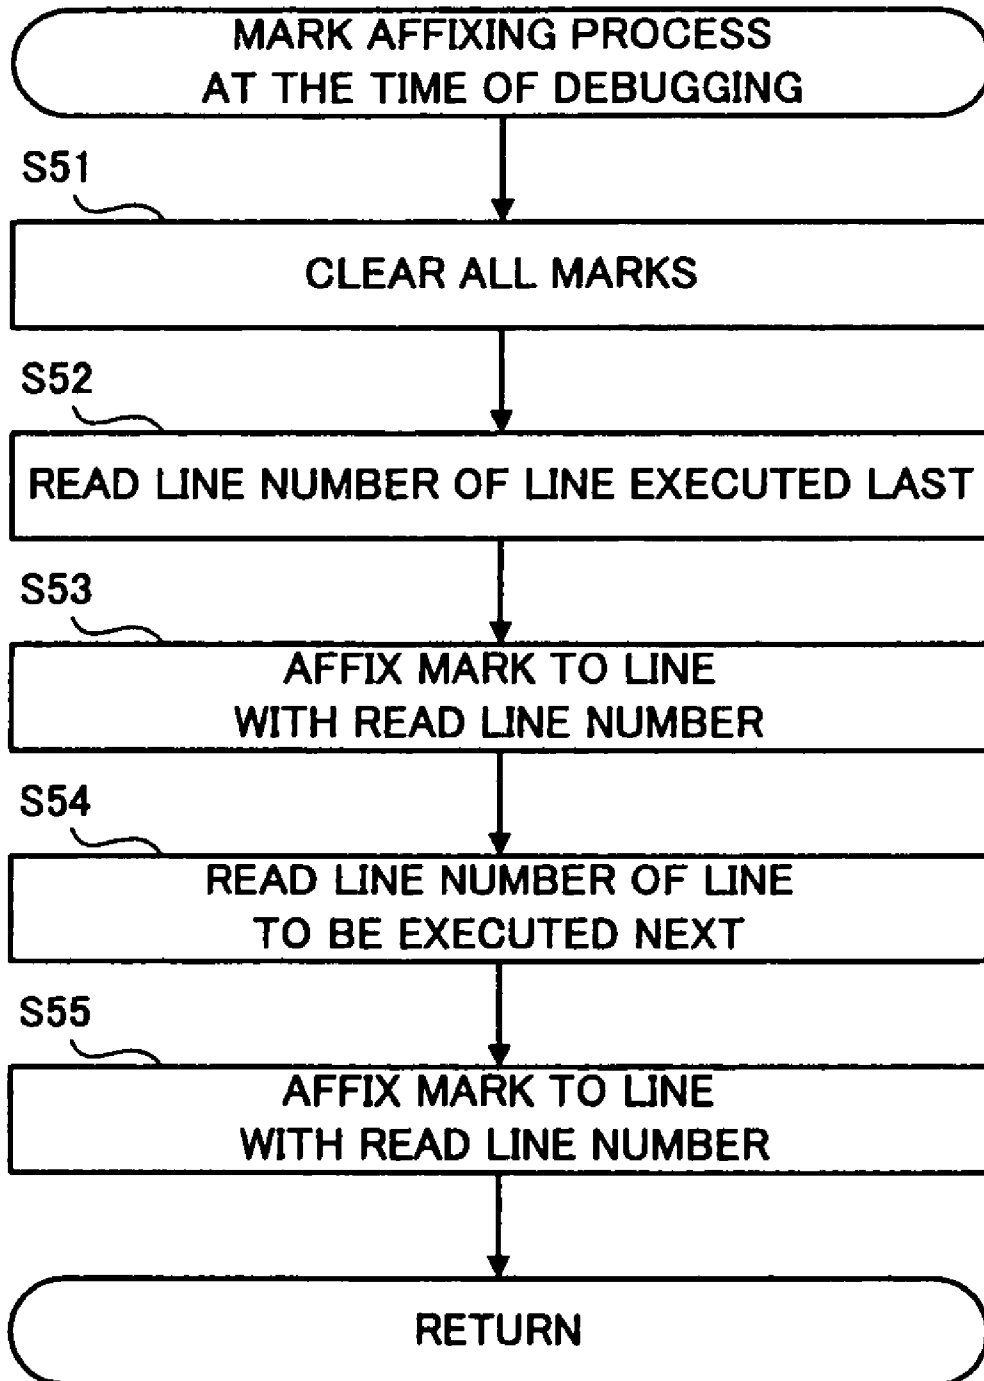 MARK AFFIXING PROCESS
AT THE TIME OF DEBUGGING
S51
CLEAR ALL MARKS
S52
READ LINE NUMBER OF LINE EXECUTED LAST
S53
AFFIX MARK TO LINE
WITH READ LINE NUMBER
S54
READ LINE NUMBER OF LINE
TO BE EXECUTED NEXT
S55
AFFIX MARK TO LINE
WITH READ LINE NUMBER
RETURN